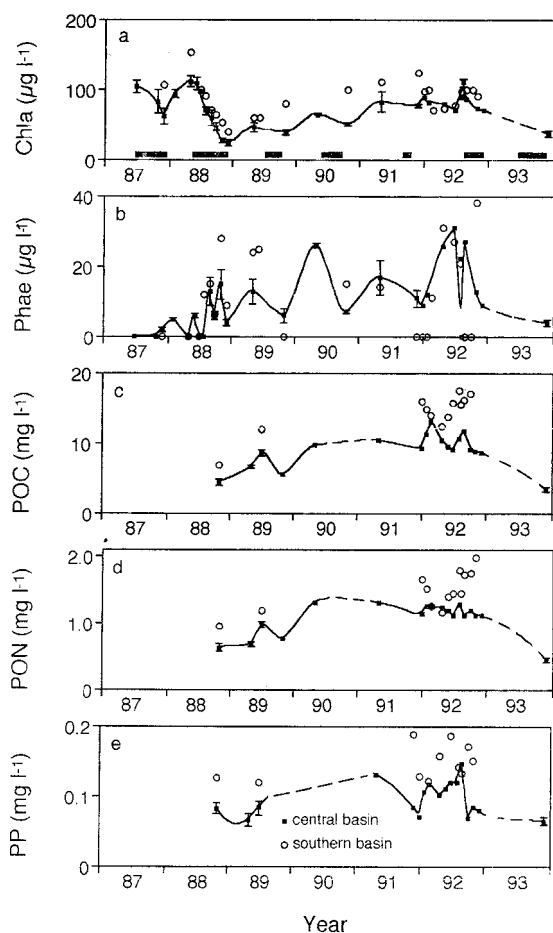 a
Chla (µg l-1)
200
100
0
87 88 89 90 91 92 93
b
Phae (µg l-1)
40
20
0
87 88 89 90 91 92 93
c
POC (mg l-1)
20
10
0
87 88 89 90 91 92 93
d
PON (mg l-1)
2.0
1.0
0
87 88 89 90 91 92 93
e
PP (mg l-1)
0.2
0.1
0
central basin
southern basin
87 88 89 90 91 92 93
Year